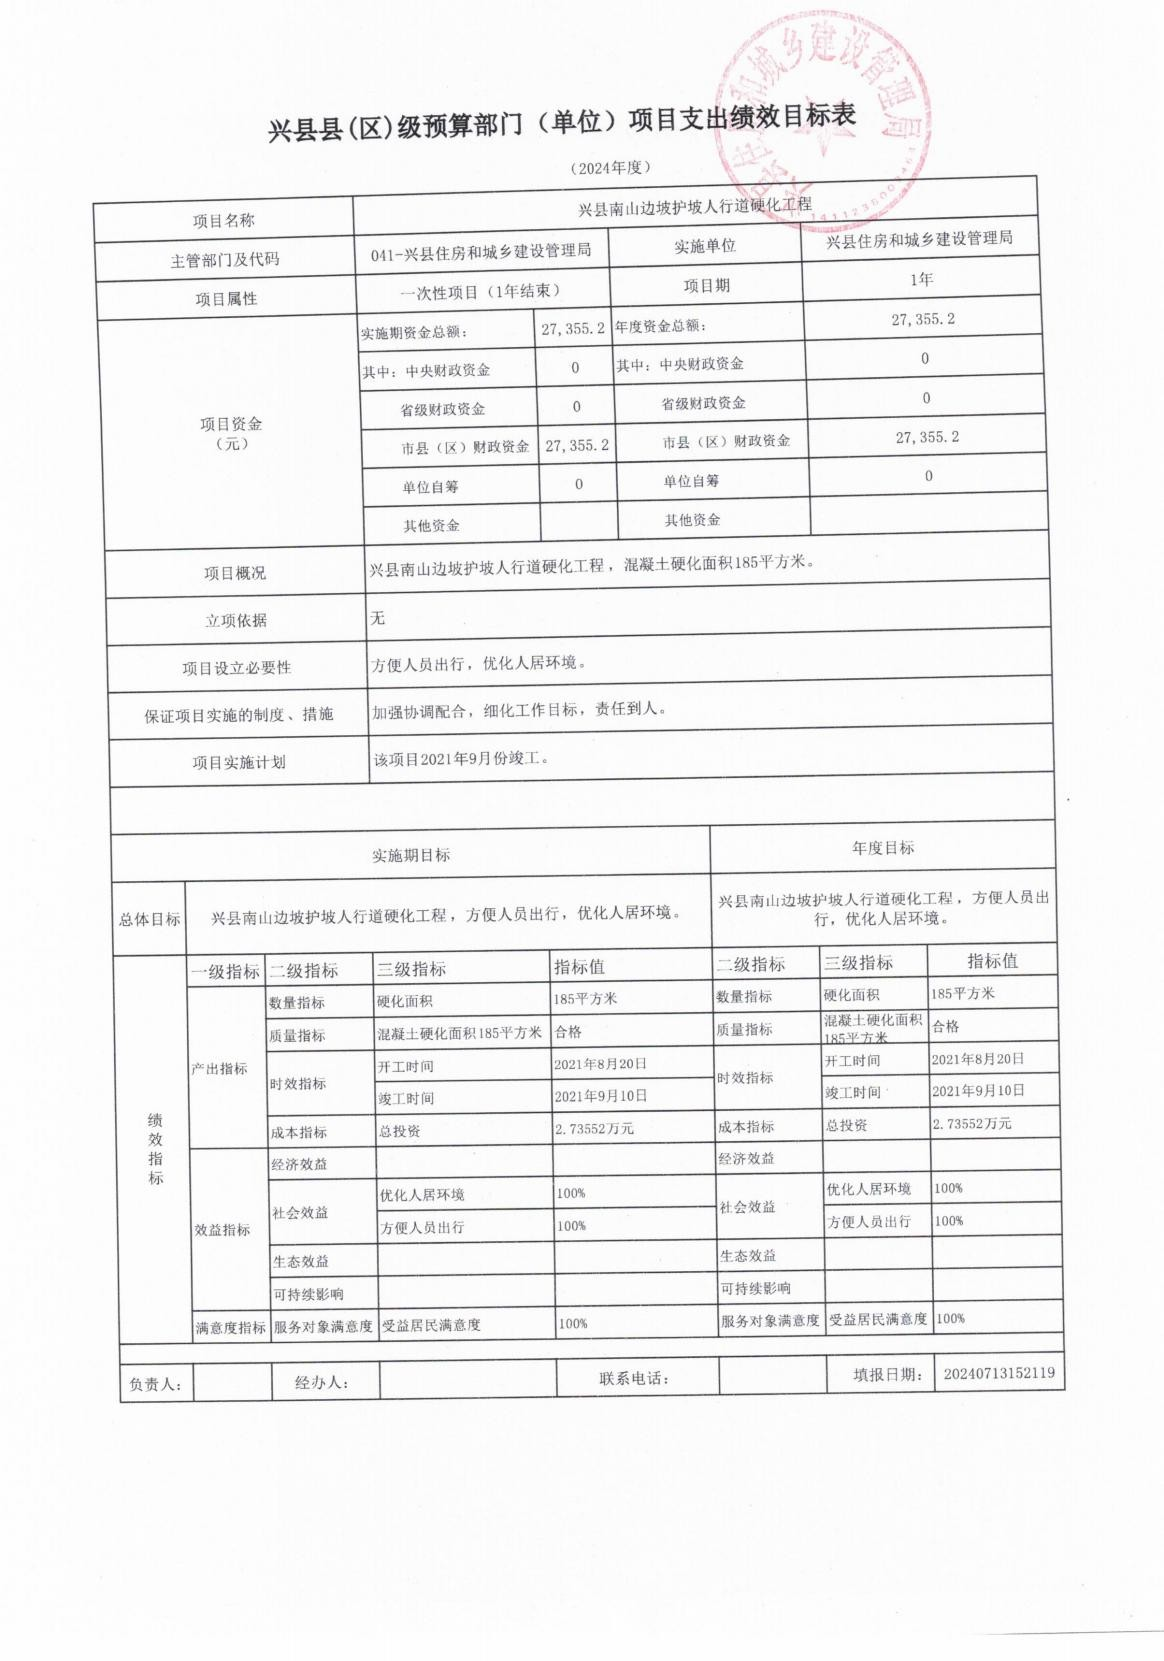 兴县县(区)级预算部门（单位）项目支出绩效目标表
（2024年度）
和城乡建设管理局
项目名称 兴县南山边坡护坡人行道硬化工程
主管部门及代码 041-兴县住房和城乡建设管理局 实施单位 兴县住房和城乡建设管理局
项目属性 一次性项目（1年结束） 项目期 1年
项目资金
（元）
实施期资金总额： 27,355.2 年度资金总额： 27,355.2
其中：中央财政资金 0 其中：中央财政资金 0
省级财政资金 0 省级财政资金 0
市县（区）财政资金 27,355.2 市县（区）财政资金 27,355.2
单位自筹 0 单位自筹 0
其他资金 其他资金
项目概况 兴县南山边坡护坡人行道硬化工程，混凝土硬化面积185平方米。
立项依据 无
项目设立必要性 方便人员出行，优化人居环境。
保证项目实施的制度、措施 加强协调配合，细化工作目标，责任到人。
项目实施计划 该项目2021年9月份竣工。
实施期目标 年度目标
总体目标 兴县南山边坡护坡人行道硬化工程，方便人员出行，优化人居环境。 兴县南山边坡护坡人行道硬化工程，方便人员出
行，优化人居环境。
绩
效
指
标
一级指标 二级指标 三级指标 指标值 二级指标 三级指标 指标值
产出指标
数量指标 硬化面积 185平方米 数量指标 硬化面积 185平方米
质量指标 混凝土硬化面积185平方米 合格 质量指标 混凝土硬化面积
185平方米 合格
时效指标 开工时间 2021年8月20日 时效指标 开工时间 2021年8月20日
竣工时间 2021年9月10日 竣工时间 2021年9月10日
成本指标 总投资 2.73552万元 成本指标 总投资 2.73552万元
效益指标
经济效益 经济效益
社会效益 优化人居环境 100% 社会效益 优化人居环境 100%
方便人员出行 100% 方便人员出行 100%
生态效益 生态效益
可持续影响 可持续影响
满意度指标 服务对象满意度 受益居民满意度 100% 服务对象满意度 受益居民满意度 100%
负责人： 经办人： 联系电话： 填报日期： 20240713152119